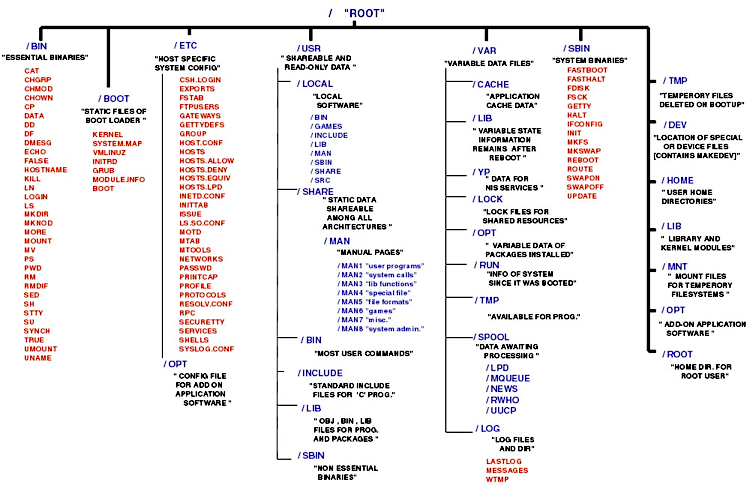 / "ROOT"
/ BIN
"ESSENTIAL BINARIES"
CAT
CHGRP
CHMOD
CHOWN
CP
DATA
DD
DF
DMESG
ECHO
FALSE
HOSTNAME
KILL
LN
LOGIN
LS
MKDIR
MKNOD
MORE
MOUNT
MV
PS
PWD
RM
RMDIF
SED
SH
STTY
SU
SYNCH
TRUE
UMOUNT
UNAME
/ BOOT
"STATIC FILES OF
BOOT LOADER "
KERNEL
SYSTEM.MAP
VMLINUZ
INITRD
GRUB
MODULE.INFO
BOOT
/ ETC
"HOST SPECIFIC
SYSTEM CONFIG"
CSH.LOGIN
EXPORTS
FSTAB
FTPUSERS
GATEWAYS
GETTYDEFS
GROUP
HOST.CONF
HOSTS
HOSTS.ALLOW
HOSTS.DENY
HOSTS.EQUIV
HOSTS.LPD
INETD.CONF
INITTAB
ISSUE
LS.SO.CONF
MOTD
MTAB
MTOOLS
NETWORKS
PASSWD
PRINTCAP
PROFILE
PROTOCOLS
RESOLV.CONF
RPC
SECURETTY
SERVICES
SHELLS
SYSLOG.CONF
/ OPT
" CONFIG FILE
FOR ADD ON
APPLICATION
SOFTWARE "
/ USR
" SHAREABLE AND
READ-ONLY DATA "
/ LOCAL
"LOCAL
SOFTWARE"
/ BIN
/ GAMES
/ INCLUDE
/ LIB
/ MAN
/ SBIN
/ SHARE
/ SRC
/ SHARE
" STATIC DATA
SHAREABLE
AMONG ALL
ARCHITECTURES "
/ MAN
"MANUAL PAGES"
/ MAN1 "user programs"
/ MAN2 "system calls"
/ MAN3 "lib functions"
/ MAN4 "special file"
/ MAN5 "file formats"
/ MAN6 "games"
/ MAN7 "misc."
/ MAN8 "system admin."
/ BIN
"MOST USER COMMANDS"
/ INCLUDE
"STANDARD INCLUDE
FILES FOR 'C' PROG."
/ LIB
" OBJ , BIN , LIB
FILES FOR PROG.
AND PACKAGES "
/ SBIN
"NON ESSENTIAL
BINARIES"
/ VAR
"VARIABLE DATA FILES"
/ CACHE
"APPLICATION
CACHE DATA"
/ LIB
" VARIABLE STATE
INFORMATION
REMAINS AFTER
REBOOT "
/ YP
" DATA FOR
NIS SERVICES "
/ LOCK
"LOCK FILES FOR
SHARED RESOURCES"
/ OPT
" VARIABLE DATA OF
PACKAGES INSTALLED"
/ RUN
"INFO OF SYSTEM
SINCE IT WAS BOOTED"
/ TMP
"AVAILABLE FOR PROG."
/ SPOOL
"DATA AWAITING
PROCESSING "
/ LPD
/ MQUEUE
/ NEWS
/ RWHO
/ UUCP
/ LOG
"LOG FILES
AND DIR"
LASTLOG
MESSAGES
WTMP
/ SBIN
"SYSTEM BINARIES"
FASTBOOT
FASTHALT
FDISK
FSCK
GETTY
HALT
IFCONFIG
INIT
MKFS
MKSWAP
REBOOT
ROUTE
SWAPON
SWAPOFF
UPDATE
/ TMP
"TEMPERORY FILES
DELETED ON BOOTUP"
/ DEV
"LOCATION OF SPECIAL
OR DEVICE FILES
[CONTAINS MAKEDEV]"
/ HOME
" USER HOME
DIRECTORIES"
/ LIB
" LIBRARY AND
KERNEL MODULES"
/ MNT
" MOUNT FILES
FOR TEMPERORY
FILESYSTEMS "
/ OPT
" ADD-ON APPLICATION
SOFTWARE "
/ ROOT
"HOME DIR. FOR
ROOT USER"